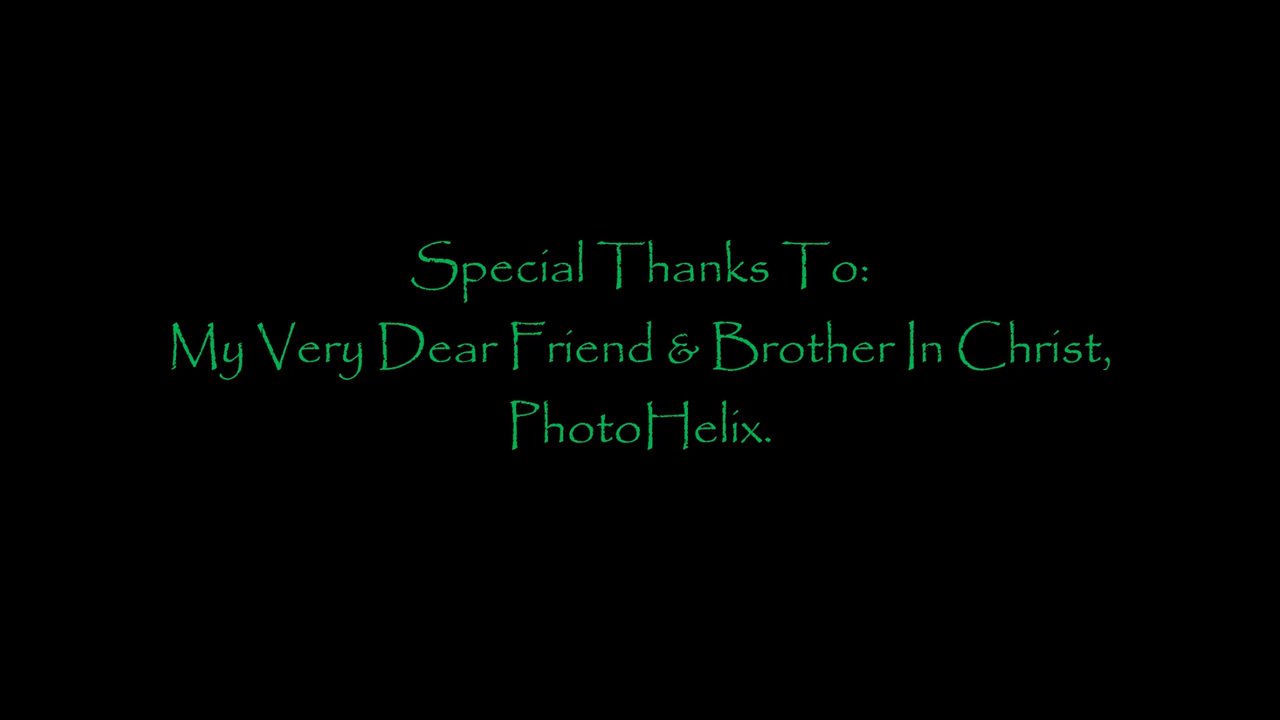 Special Thanks To:
My Very Dear Friend & Brother In Christ,
PhotoHelix.